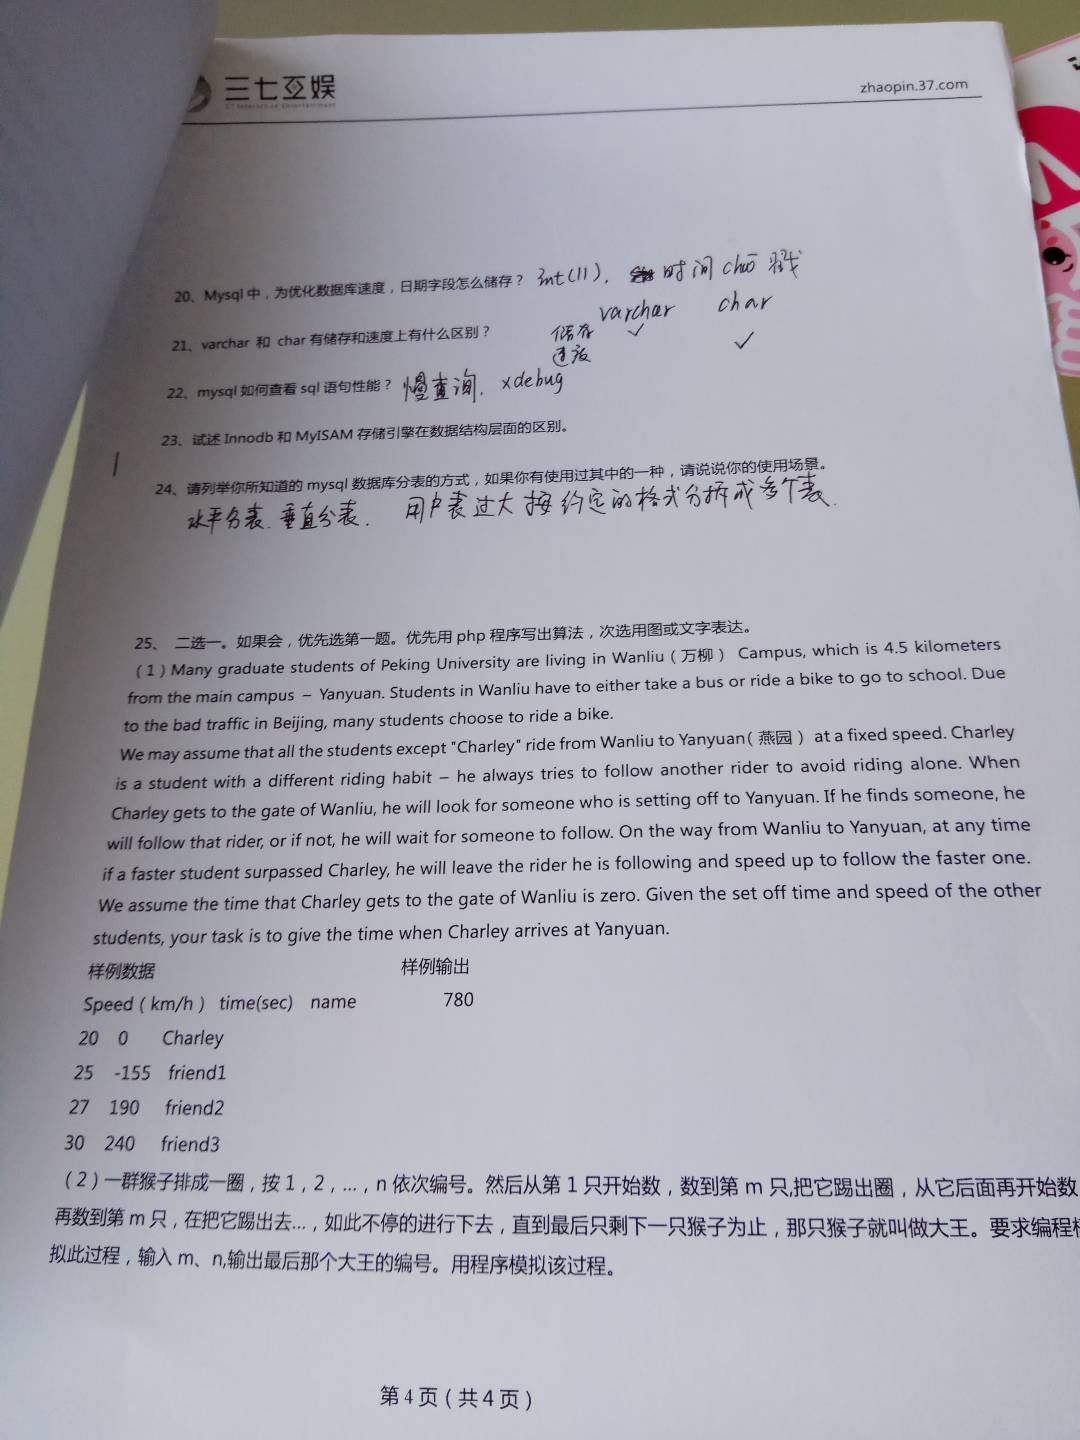 三七互娱
37 Interactive Entertainment
zhaopin.37.com
20、Mysql 中，为优化数据库速度，日期字段怎么储存？ int(11), 时间 chuō 戳
varchar char
21、varchar 和 char 有储存和速度上有什么区别？ 储存 ✓
速度 ✓
22、mysql 如何查看 sql 语句性能？ 慢查询. xdebug
23、试述 Innodb 和 MyISAM 存储引擎在数据结构层面的区别。
24、请列举你所知道的 mysql 数据库分表的方式，如果你有使用过其中的一种，请说说你的使用场景。
水平分表. 垂直分表. 用户表过大 按约定的格式分拆成多个表.
25、 二选一。如果会，优先选第一题。优先用 php 程序写出算法，次选用图或文字表达。
（1）Many graduate students of Peking University are living in Wanliu（万柳） Campus, which is 4.5 kilometers
from the main campus – Yanyuan. Students in Wanliu have to either take a bus or ride a bike to go to school. Due
to the bad traffic in Beijing, many students choose to ride a bike.
We may assume that all the students except "Charley" ride from Wanliu to Yanyuan(燕园） at a fixed speed. Charley
is a student with a different riding habit – he always tries to follow another rider to avoid riding alone. When
Charley gets to the gate of Wanliu, he will look for someone who is setting off to Yanyuan. If he finds someone, he
will follow that rider, or if not, he will wait for someone to follow. On the way from Wanliu to Yanyuan, at any time
if a faster student surpassed Charley, he will leave the rider he is following and speed up to follow the faster one.
We assume the time that Charley gets to the gate of Wanliu is zero. Given the set off time and speed of the other
students, your task is to give the time when Charley arrives at Yanyuan.
样例数据 样例输出
Speed（km/h） time(sec) name 780
20 0 Charley
25 -155 friend1
27 190 friend2
30 240 friend3
（2）一群猴子排成一圈，按 1，2，...，n 依次编号。然后从第 1 只开始数，数到第 m 只,把它踢出圈，从它后面再开始数
再数到第 m 只，在把它踢出去...，如此不停的进行下去，直到最后只剩下一只猴子为止，那只猴子就叫做大王。要求编程
拟此过程，输入 m、n,输出最后那个大王的编号。用程序模拟该过程。
第 4 页（共 4 页）